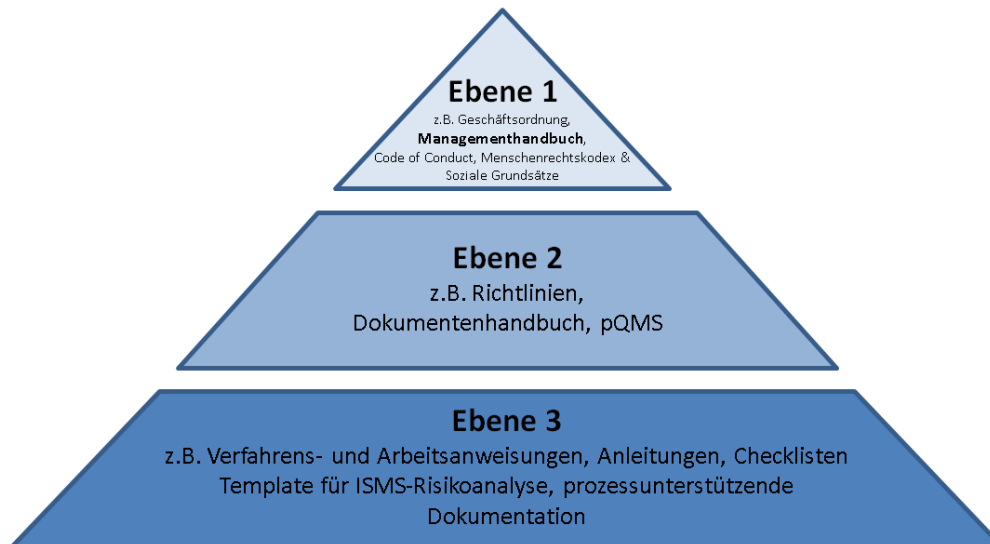 Ebene 1
z.B. Geschäftsordnung,
Managementhandbuch,
Code of Conduct, Menschenrechtskodex &
Soziale Grundsätze
Ebene 2
z.B. Richtlinien,
Dokumentenhandbuch, pQMS
Ebene 3
z.B. Verfahrens- und Arbeitsanweisungen, Anleitungen, Checklisten
Template für ISMS-Risikoanalyse, prozessunterstützende
Dokumentation